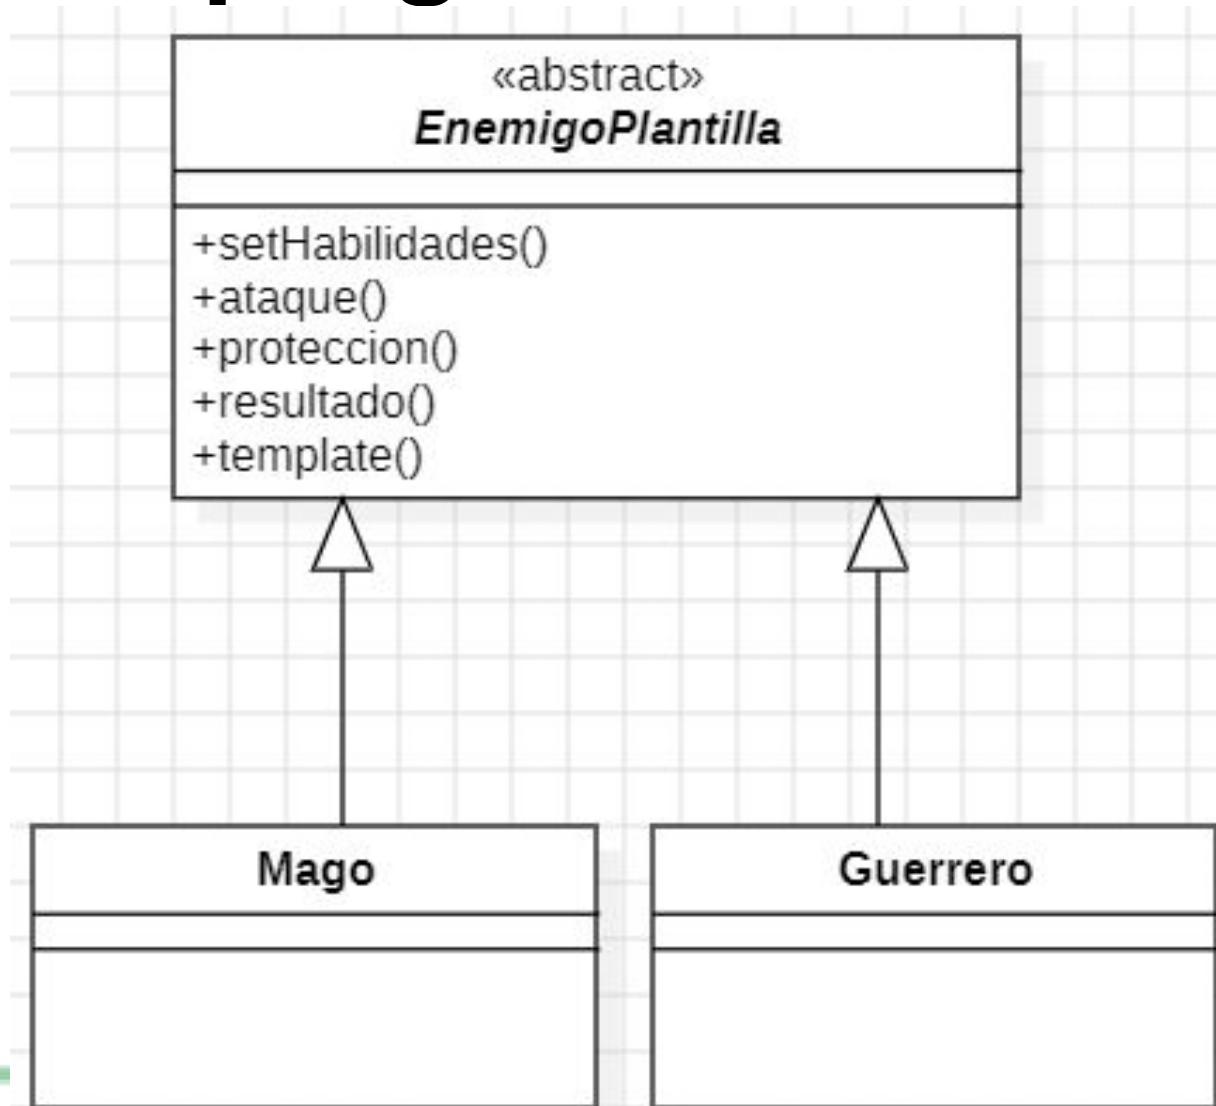 «abstract»
EnemigoPlantilla
+setHabilidades()
+ataque()
+proteccion()
+resultado()
+template()
Mago
Guerrero